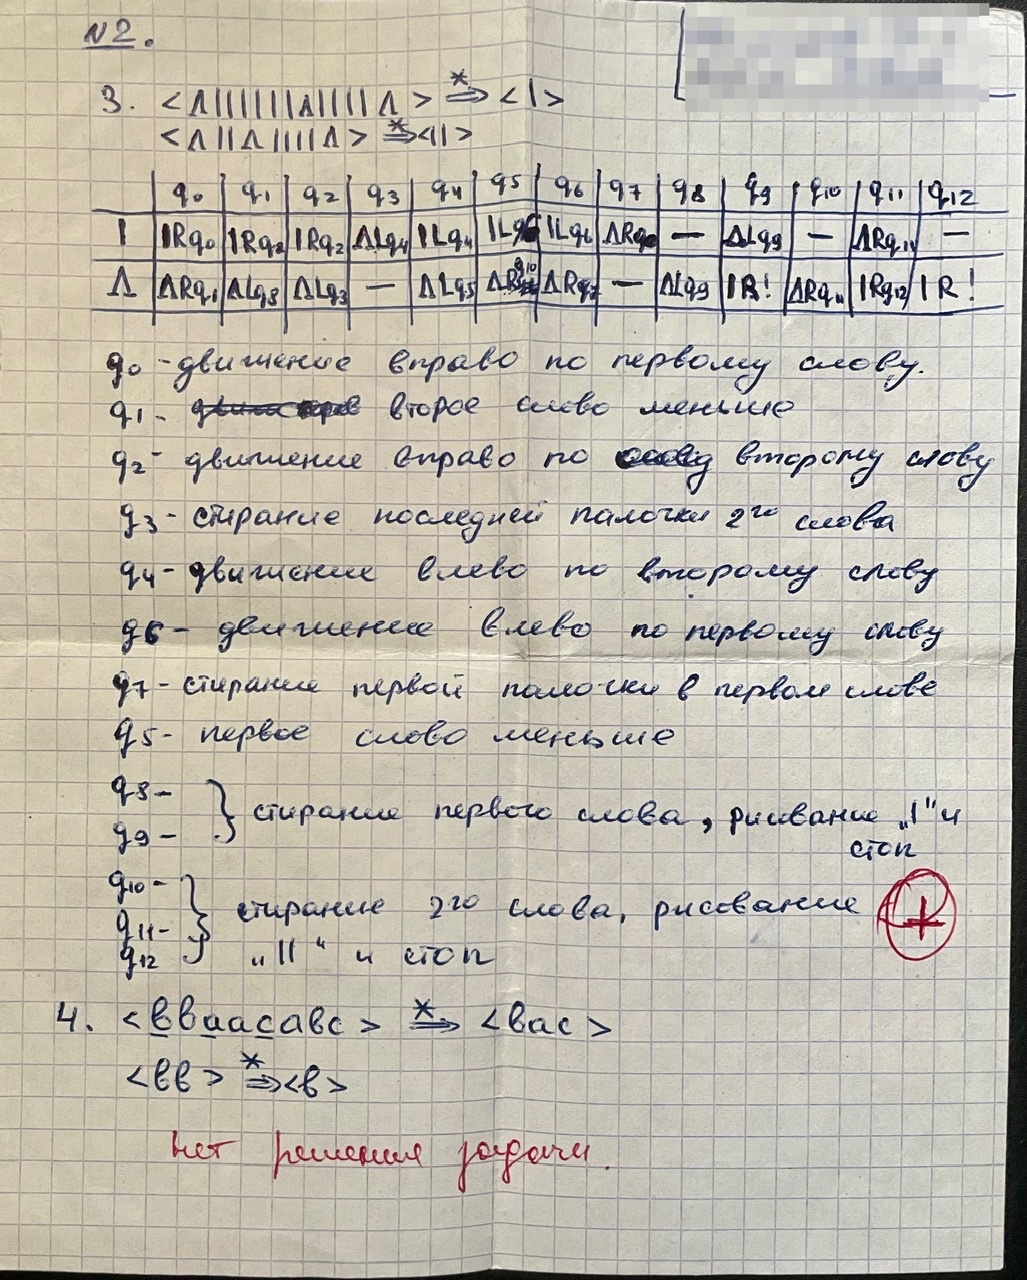 №2.
3. <Λ|||||||Λ||||Λ> *⇒ <|>
<Λ||Λ||||Λ> *⇒ <||>
q0 q1 q2 q3 q4 q5 q6 q7 q8 q9 q10 q11 q12
| |Rq0 |Rq2 |Rq2 ΛLq4 |Lq4 |Lq6 |Lq6 ΛRq0 — ΛLq9 — ΛRq11 —
Λ ΛRq1 ΛLq8 ΛLq3 — ΛLq5 ΛRq10 ΛRq7 — ΛLq9 |R! ΛRq11 |Rq12 |R!
q0 - движение вправо по первому слову.
q1 - второе слово меньше
q2 - движение вправо по второму слову
q3 - стирание последней палочки 2го слова
q4 - движение влево по второму слову
q6 - движение влево по первому слову
q7 - стирание первой палочки в первом слове
q5 - первое слово меньше
q8 -
q9 - } стирание первого слова, рисование „|“ и
стоп
q10 -
q11 - } стирание 2го слова, рисование
q12 „||“ и стоп
+
4. <ввaаcавс> *⇒ <вас>
<вв> *⇒ <в>
нет решения задачи.